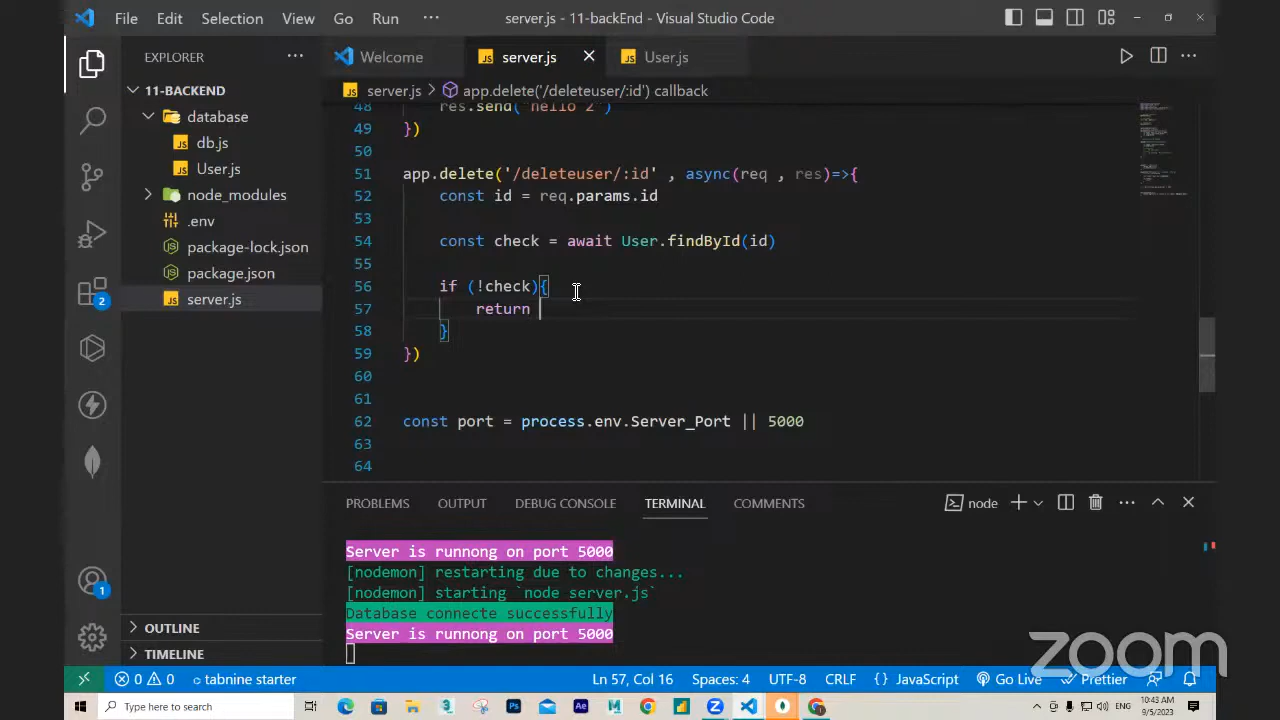 File Edit Selection View Go Run ··· server.js - 11-backEnd - Visual Studio Code
EXPLORER ···
11-BACKEND
database
db.js
User.js
node_modules
.env
package-lock.json
package.json
server.js
OUTLINE
TIMELINE
2
1
Welcome server.js User.js
server.js > app.delete('/deleteuser/:id') callback
48 res.send("hello 2")
49 })
50
51 app.delete('/deleteuser/:id' , async(req , res)=>{
52 const id = req.params.id
53
54 const check = await User.findById(id)
55
56 if (!check){
57 return
58 }
59 })
60
61
62 const port = process.env.Server_Port || 5000
63
64
PROBLEMS OUTPUT DEBUG CONSOLE TERMINAL COMMENTS node
Server is runnong on port 5000
[nodemon] restarting due to changes...
[nodemon] starting `node server.js`
Database connecte successfully
Server is runnong on port 5000
zoom
0 0 tabnine starter Ln 57, Col 16 Spaces: 4 UTF-8 CRLF {} JavaScript Go Live Prettier
Type here to search
10:43 AM
9/5/2023